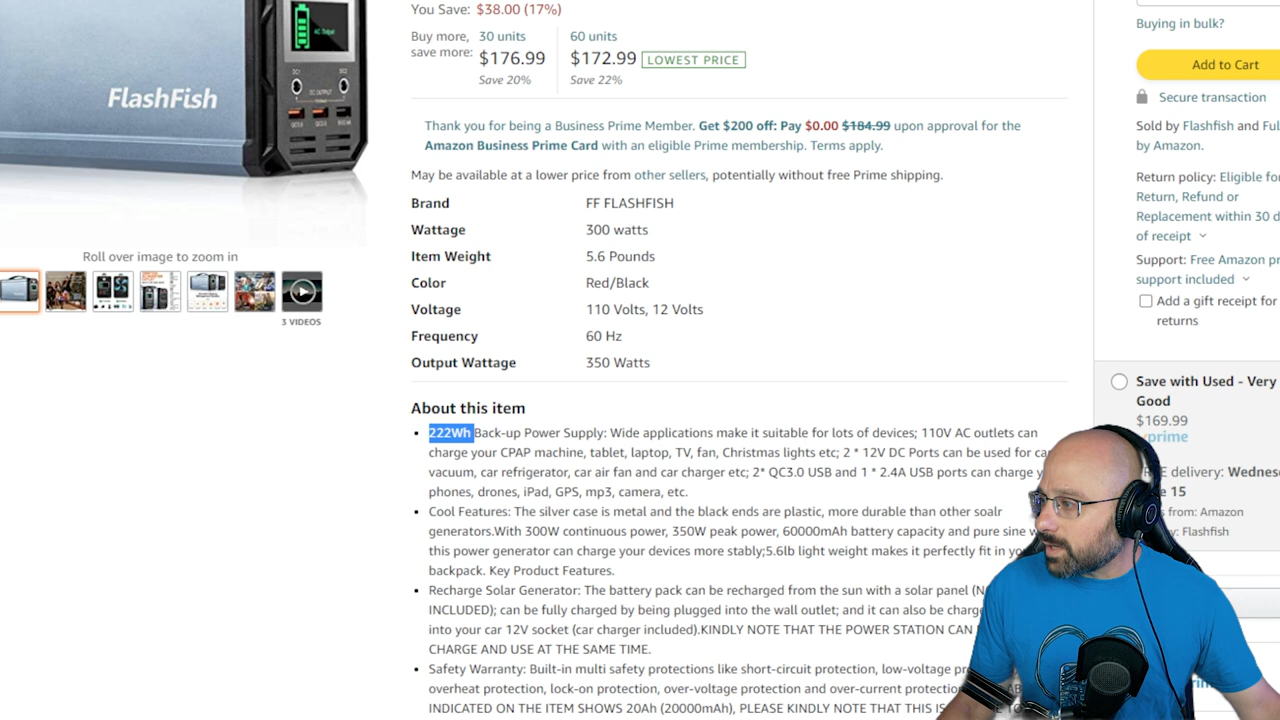 You Save: $38.00 (17%)
Buy more, save more:
30 units
$176.99
Save 20%
60 units
$172.99 LOWEST PRICE
Save 22%
Thank you for being a Business Prime Member. Get $200 off: Pay $0.00 $184.99 upon approval for the
Amazon Business Prime Card with an eligible Prime membership. Terms apply.
May be available at a lower price from other sellers, potentially without free Prime shipping.
Brand FF FLASHFISH
Wattage 300 watts
Item Weight 5.6 Pounds
Color Red/Black
Voltage 110 Volts, 12 Volts
Frequency 60 Hz
Output Wattage 350 Watts
About this item
222Wh Back-up Power Supply: Wide applications make it suitable for lots of devices; 110V AC outlets can
charge your CPAP machine, tablet, laptop, TV, fan, Christmas lights etc; 2 * 12V DC Ports can be used for
vacuum, car refrigerator, car air fan and car charger etc; 2* QC3.0 USB and 1 * 2.4A USB ports can charge
phones, drones, iPad, GPS, mp3, camera, etc.
Cool Features: The silver case is metal and the black ends are plastic, more durable than other soalr
generators.With 300W continuous power, 350W peak power, 60000mAh battery capacity and pure sine
this power generator can charge your devices more stably;5.6lb light weight makes it perfectly fit in
backpack. Key Product Features.
Recharge Solar Generator: The battery pack can be recharged from the sun with a solar panel
INCLUDED); can be fully charged by being plugged into the wall outlet; and it can also be
into your car 12V socket (car charger included).KINDLY NOTE THAT THE POWER STATION CAN
CHARGE AND USE AT THE SAME TIME.
Safety Warranty: Built-in multi safety protections like short-circuit protection, low-voltage
overheat protection, lock-on protection, over-voltage protection and over-current
INDICATED ON THE ITEM SHOWS 20Ah (20000mAh), PLEASE KINDLY NOTE THAT THIS IS
FlashFish
AC Output
DC OUTPUT
Roll over image to zoom in
3 VIDEOS
Buying in bulk?
Add to Cart
Secure transaction
Sold by Flashfish and
by Amazon.
Return policy: Eligible
Return, Refund or
Replacement within 30
of receipt
Support: Free Amazon
support included
Add a gift receipt for
returns
Save with Used - Very
Good
$169.99
prime
delivery:
15
from: Amazon
Flashfish